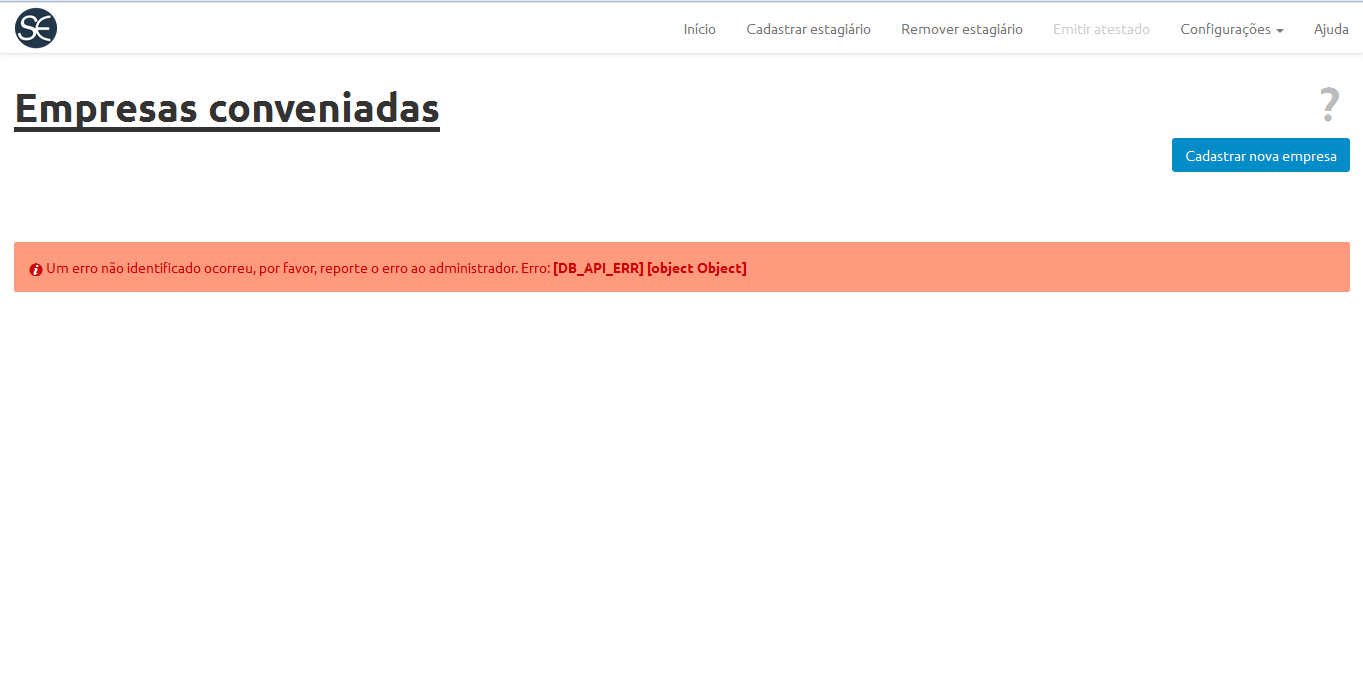 SE
Início Cadastrar estagiário Remover estagiário Emitir atestado Configurações Ajuda
Empresas conveniadas
?
Cadastrar nova empresa
i Um erro não identificado ocorreu, por favor, reporte o erro ao administrador. Erro: [DB_API_ERR] [object Object]